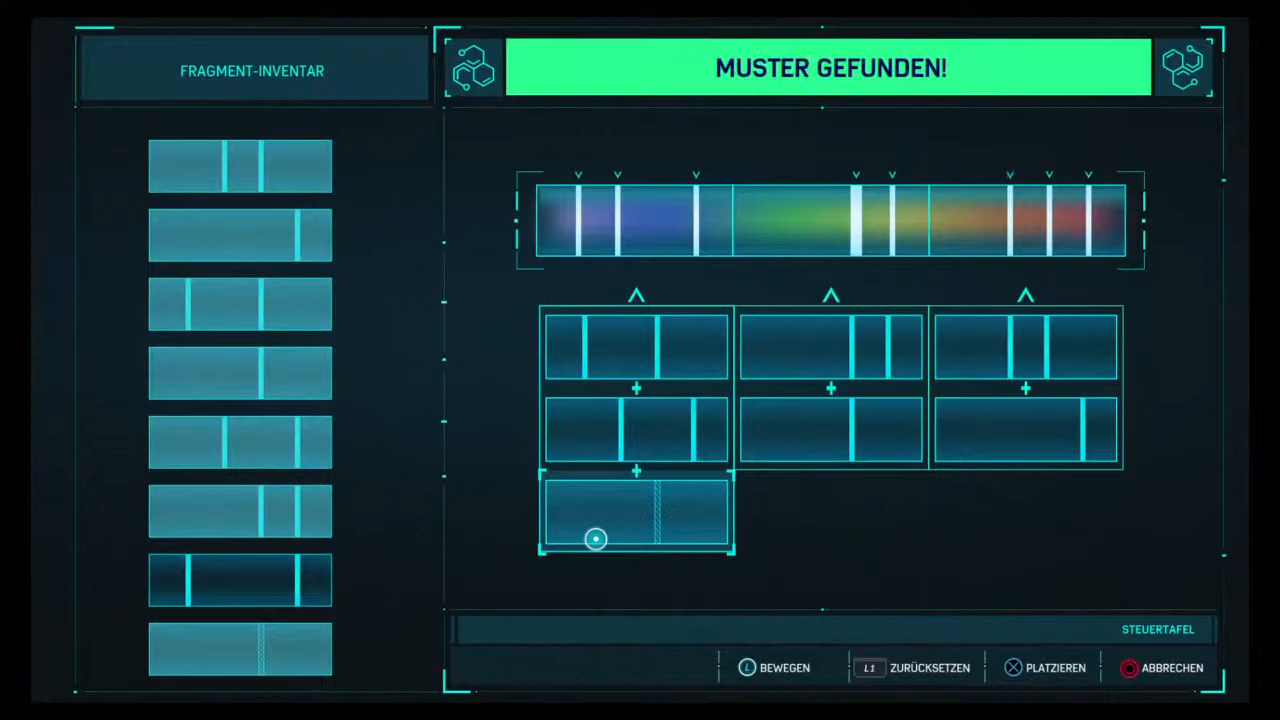 FRAGMENT-INVENTAR
MUSTER GEFUNDEN!
STEUERTAFEL
L BEWEGEN
L1 ZURÜCKSETZEN
PLATZIEREN
ABBRECHEN